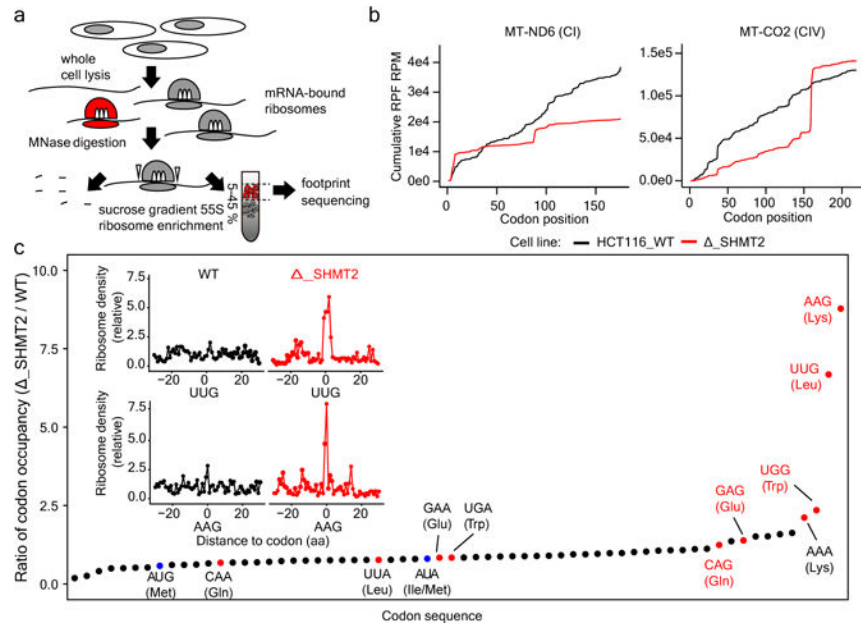 a
whole
cell lysis
mRNA-bound
ribosomes
MNase digestion
sucrose gradient 55S
ribosome enrichment
5–45 %
footprint
sequencing
b
MT-ND6 (CI)
MT-CO2 (CIV)
Cumulative RPF RPM
4e4
3e4
2e4
1e4
0e0
0 50 100 150
Codon position
1.5e5
1.0e5
5.0e4
0.0e0
0 50 100 150 200
Codon position
Cell line: HCT116_WT Δ_SHMT2
c
Ratio of codon occupancy (Δ_SHMT2 / WT)
10.0
7.5
5.0
2.5
0.0
WT
Δ_SHMT2
Ribosome density
(relative)
7.5
5.0
2.5
0.0
−20 0 20
UUG
−20 0 20
UUG
Ribosome density
(relative)
7.5
5.0
2.5
0.0
−20 0 20
AAG
−20 0 20
AAG
Distance to codon (aa)
AAG
(Lys)
UUG
(Leu)
UGG
(Trp)
GAG
(Glu)
GAA
(Glu)
UGA
(Trp)
AUG
(Met)
CAA
(Gln)
UUA
(Leu)
AUA
(Ile/Met)
CAG
(Gln)
AAA
(Lys)
Codon sequence